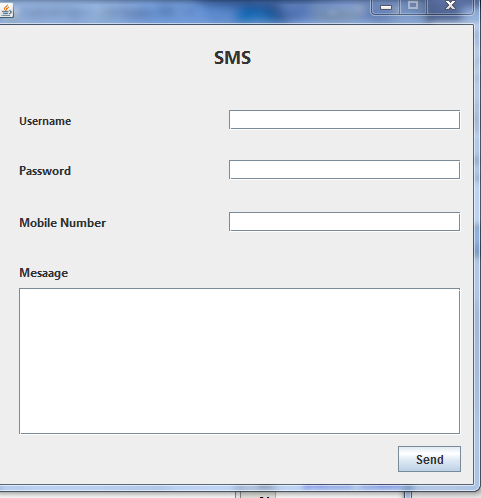 SMS
Username
Password
Mobile Number
Mesaage
Send